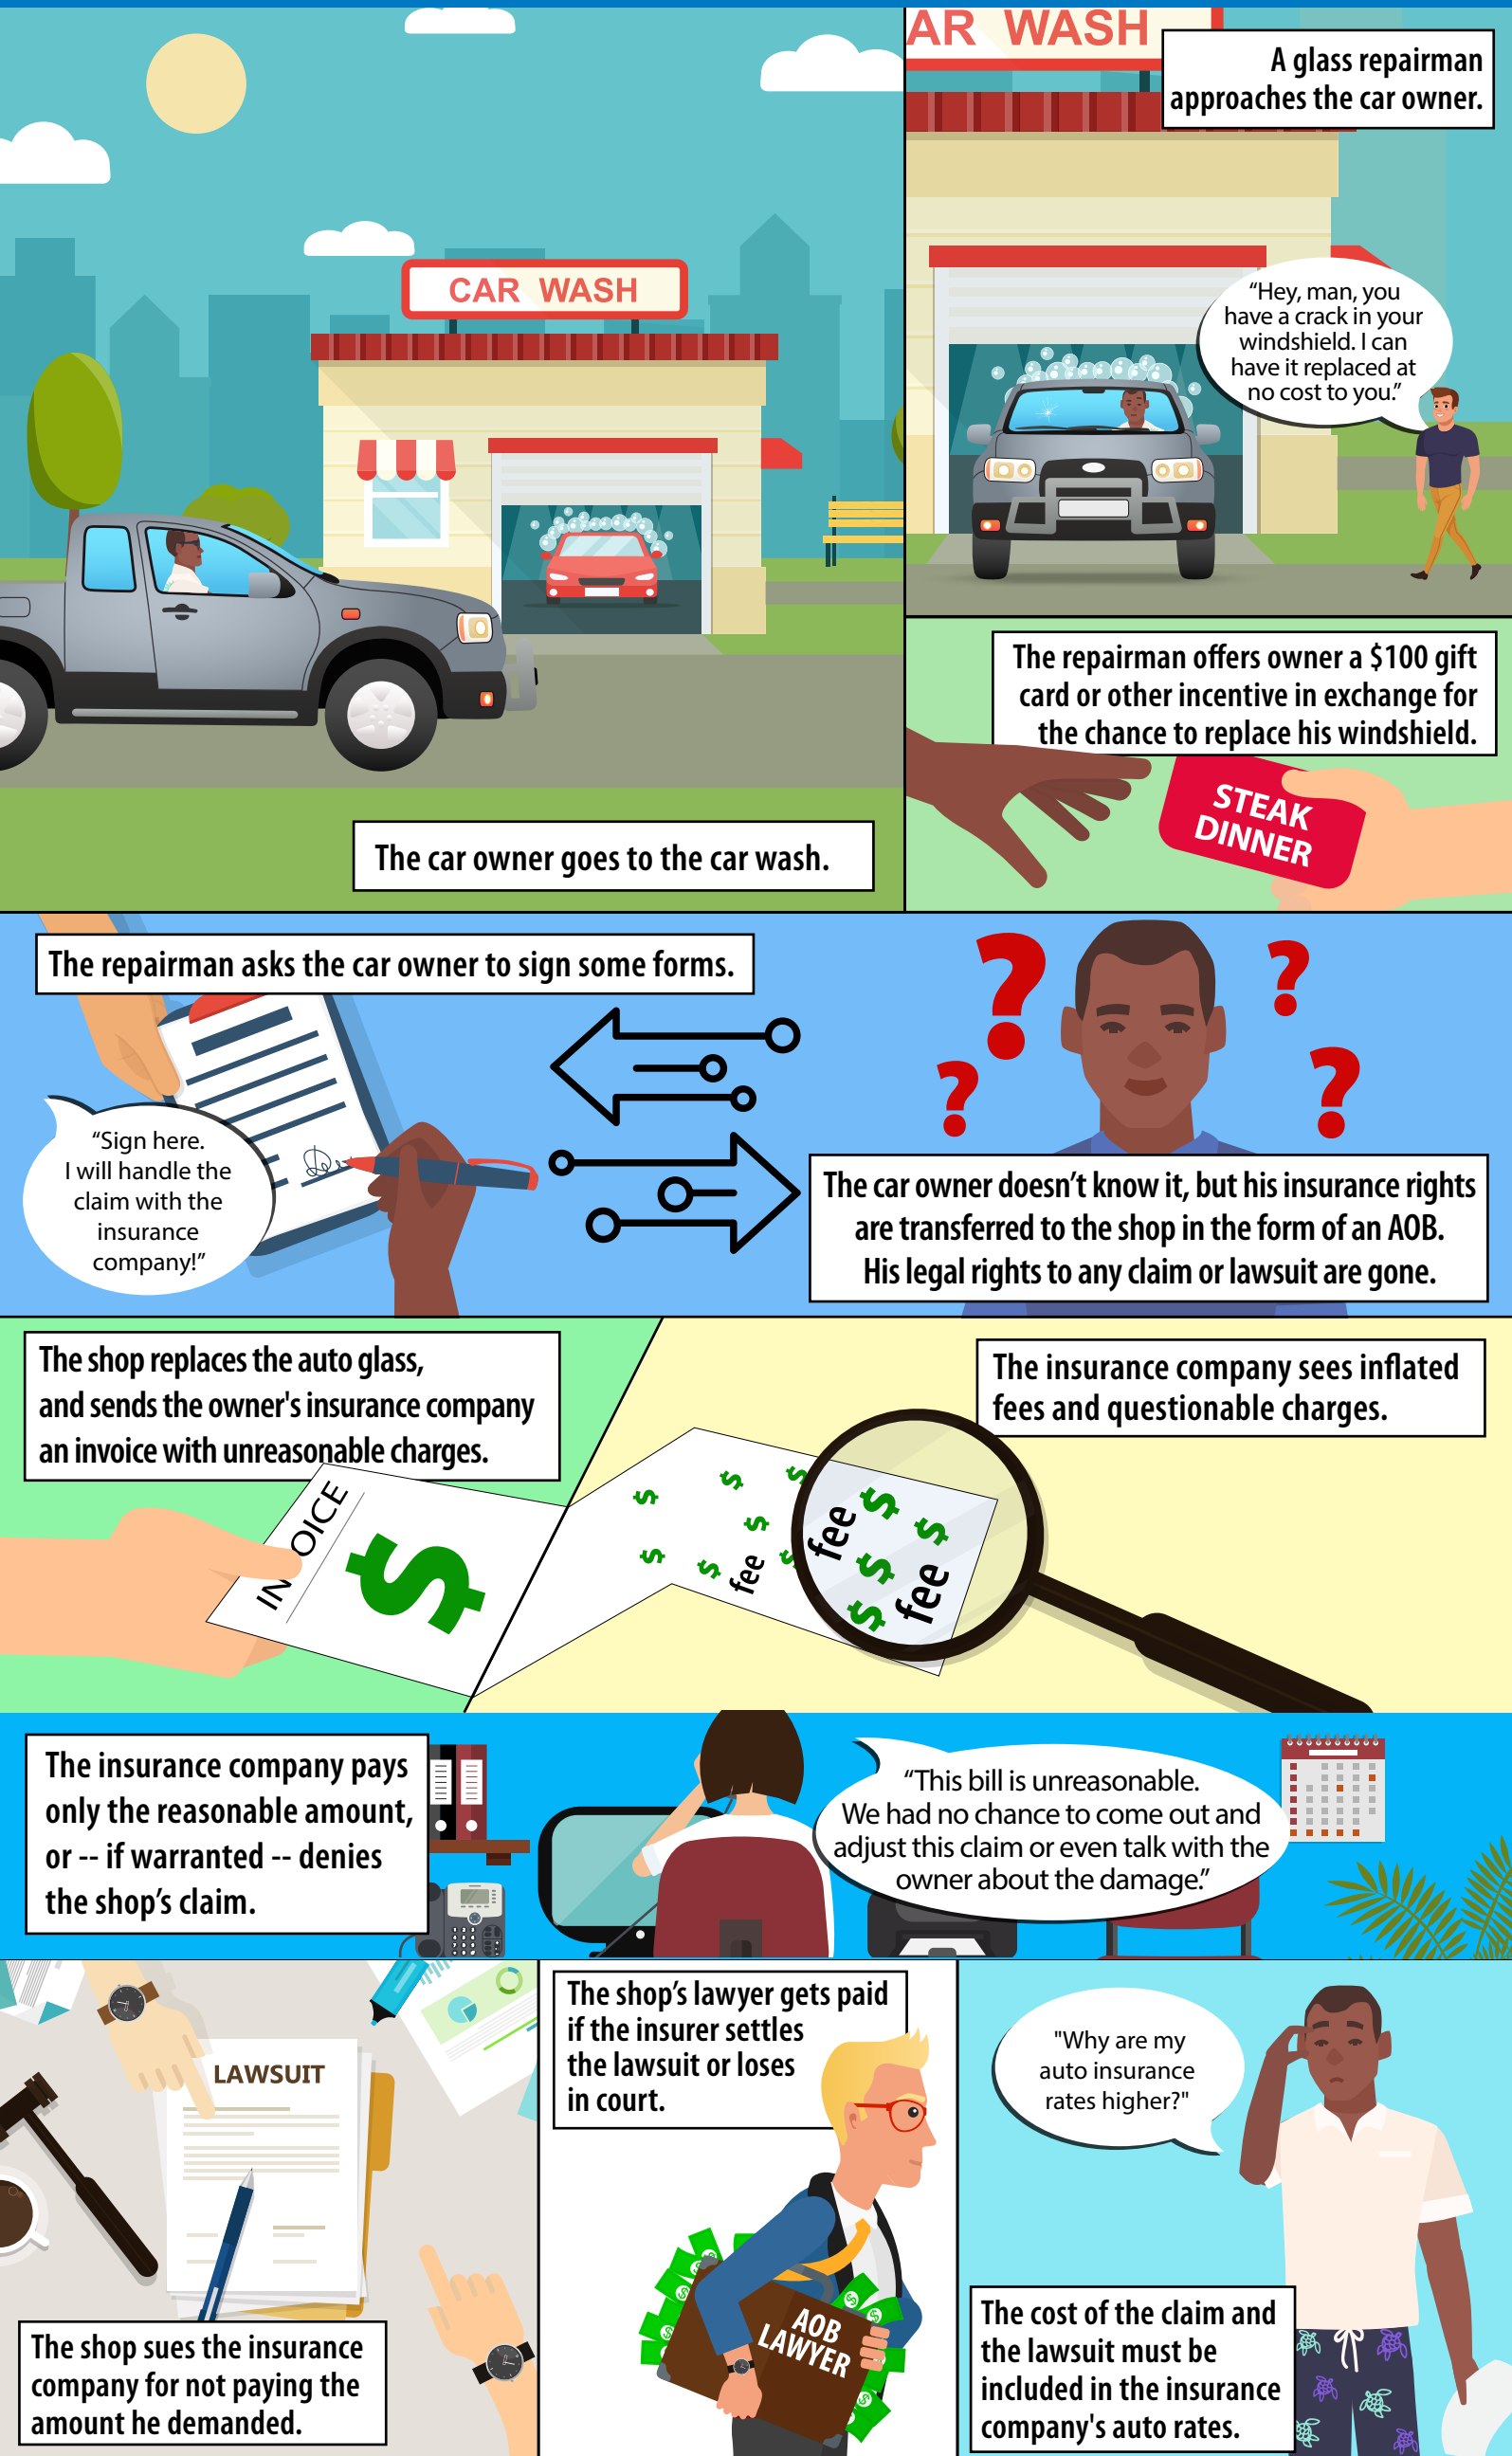 CAR WASH
The car owner goes to the car wash.
AR WASH
A glass repairman
approaches the car owner.
“Hey, man, you
have a crack in your
windshield. I can
have it replaced at
no cost to you.”
The repairman offers owner a $100 gift
card or other incentive in exchange for
the chance to replace his windshield.
STEAK
DINNER
The repairman asks the car owner to sign some forms.
“Sign here.
I will handle the
claim with the
insurance
company!”
The car owner doesn’t know it, but his insurance rights
are transferred to the shop in the form of an AOB.
His legal rights to any claim or lawsuit are gone.
The shop replaces the auto glass,
and sends the owner's insurance company
an invoice with unreasonable charges.
INVOICE
$
The insurance company sees inflated
fees and questionable charges.
$ $ $
$ $ $ $
fee
fee $ $
$ fee
$
The insurance company pays
only the reasonable amount,
or -- if warranted -- denies
the shop’s claim.
“This bill is unreasonable.
We had no chance to come out and
adjust this claim or even talk with the
owner about the damage.”
LAWSUIT
The shop sues the insurance
company for not paying the
amount he demanded.
The shop’s lawyer gets paid
if the insurer settles
the lawsuit or loses
in court.
AOB
LAWYER
"Why are my
auto insurance
rates higher?"
The cost of the claim and
the lawsuit must be
included in the insurance
company's auto rates.